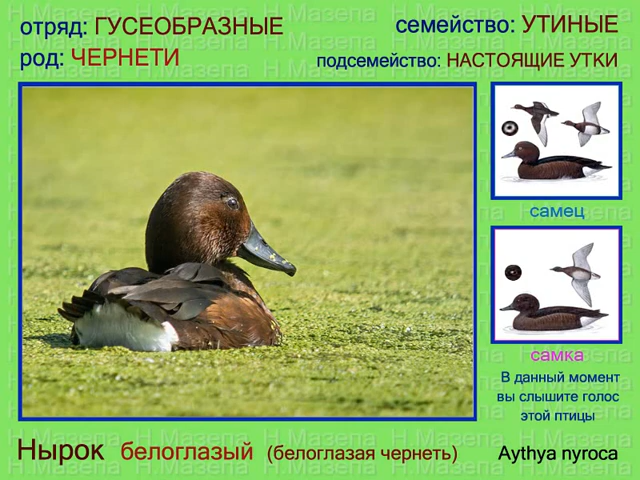 отряд: ГУСЕОБРАЗНЫЕ
семейство: УТИНЫЕ
род: ЧЕРНЕТИ
подсемейство: НАСТОЯЩИЕ УТКИ
самец
самка
В данный момент
вы слышите голос
этой птицы
Нырок белоглазый (белоглазая чернеть) Aythya nyroca
Н.Мазепа